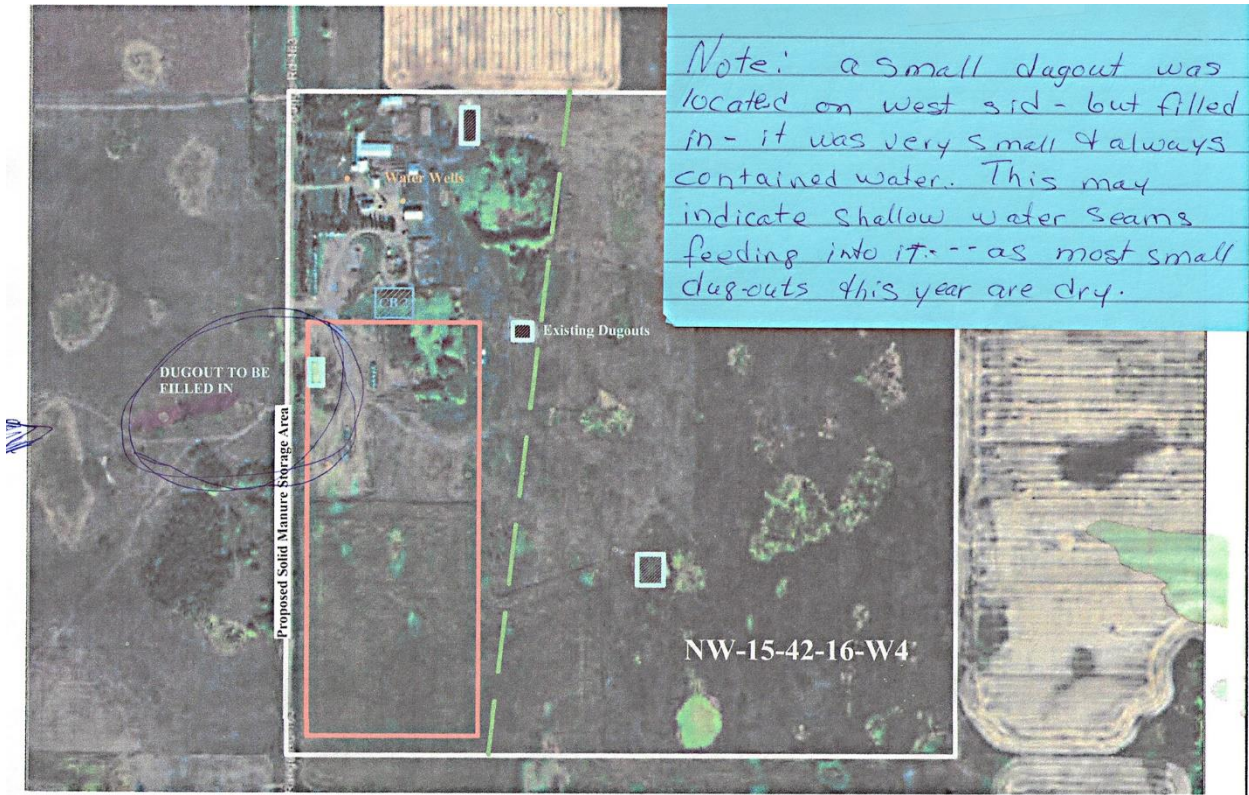 Note: a small dugout was
located on west sid - but filled
in - it was very small & always
contained water. This may
indicate shallow water seams
feeding into it. --- as most small
dug-outs this year are dry.
Water Wells
CB 2
Existing Dugouts
DUGOUT TO BE
FILLED IN
Proposed Solid Manure Storage Area
NW-15-42-16-W4